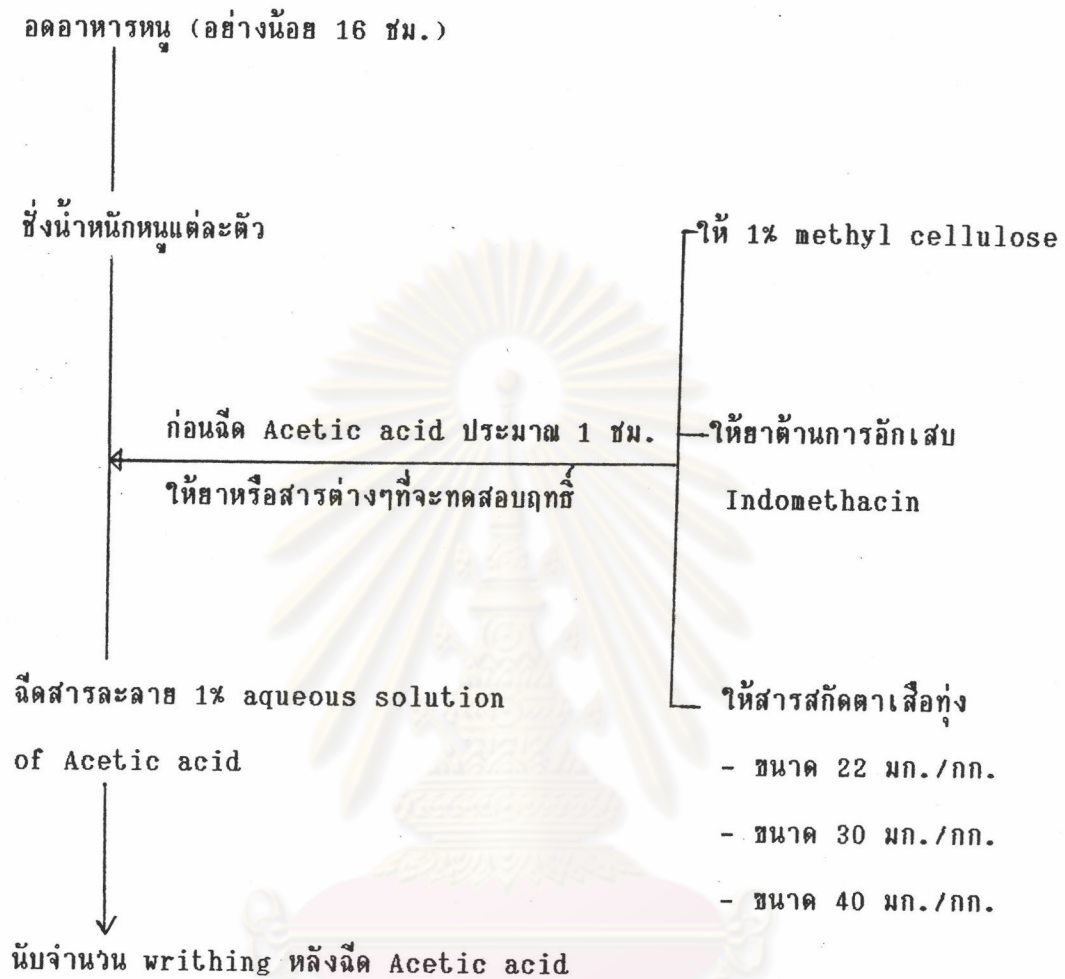 อดอาหารหนู (อย่างน้อย 16 ชม.)
ชั่งน้ำหนักหนูแต่ละตัว
ให้ 1% methyl cellulose
ก่อนฉีด Acetic acid ประมาณ 1 ชม.
ให้ยาหรือสารต่างๆที่จะทดสอบฤทธิ์
ให้ยาต้านการอักเสบ
Indomethacin
ฉีดสารละลาย 1% aqueous solution
of Acetic acid
ให้สารสกัดตาเสือทุ่ง
- ขนาด 22 มก./กก.
- ขนาด 30 มก./กก.
- ขนาด 40 มก./กก.
นับจำนวน writhing หลังฉีด Acetic acid